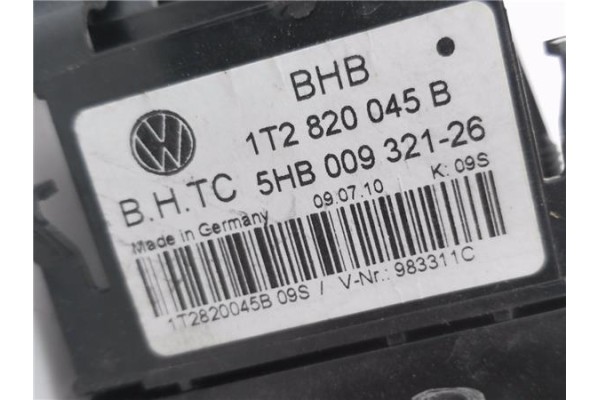 BHB
1T2 820 045 B
B.H.TC 5HB 009 321-26
Made in Germany 09.07.10 K: 09S
1T2820045B 09S / V-Nr.: 983311C